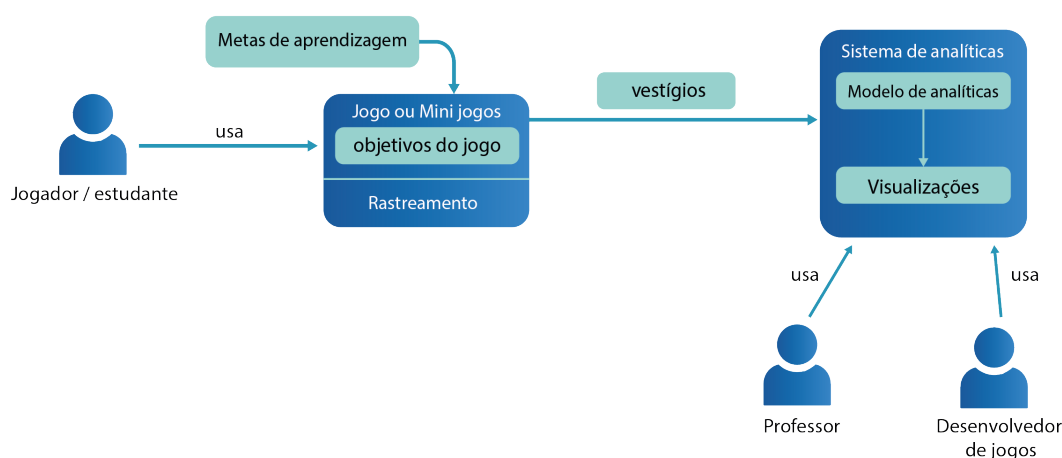 Metas de aprendizagem
Jogador / estudante
usa
Jogo ou Mini jogos
objetivos do jogo
Rastreamento
vestígios
Sistema de analíticas
Modelo de analíticas
Visualizações
usa
usa
Professor
Desenvolvedor
de jogos